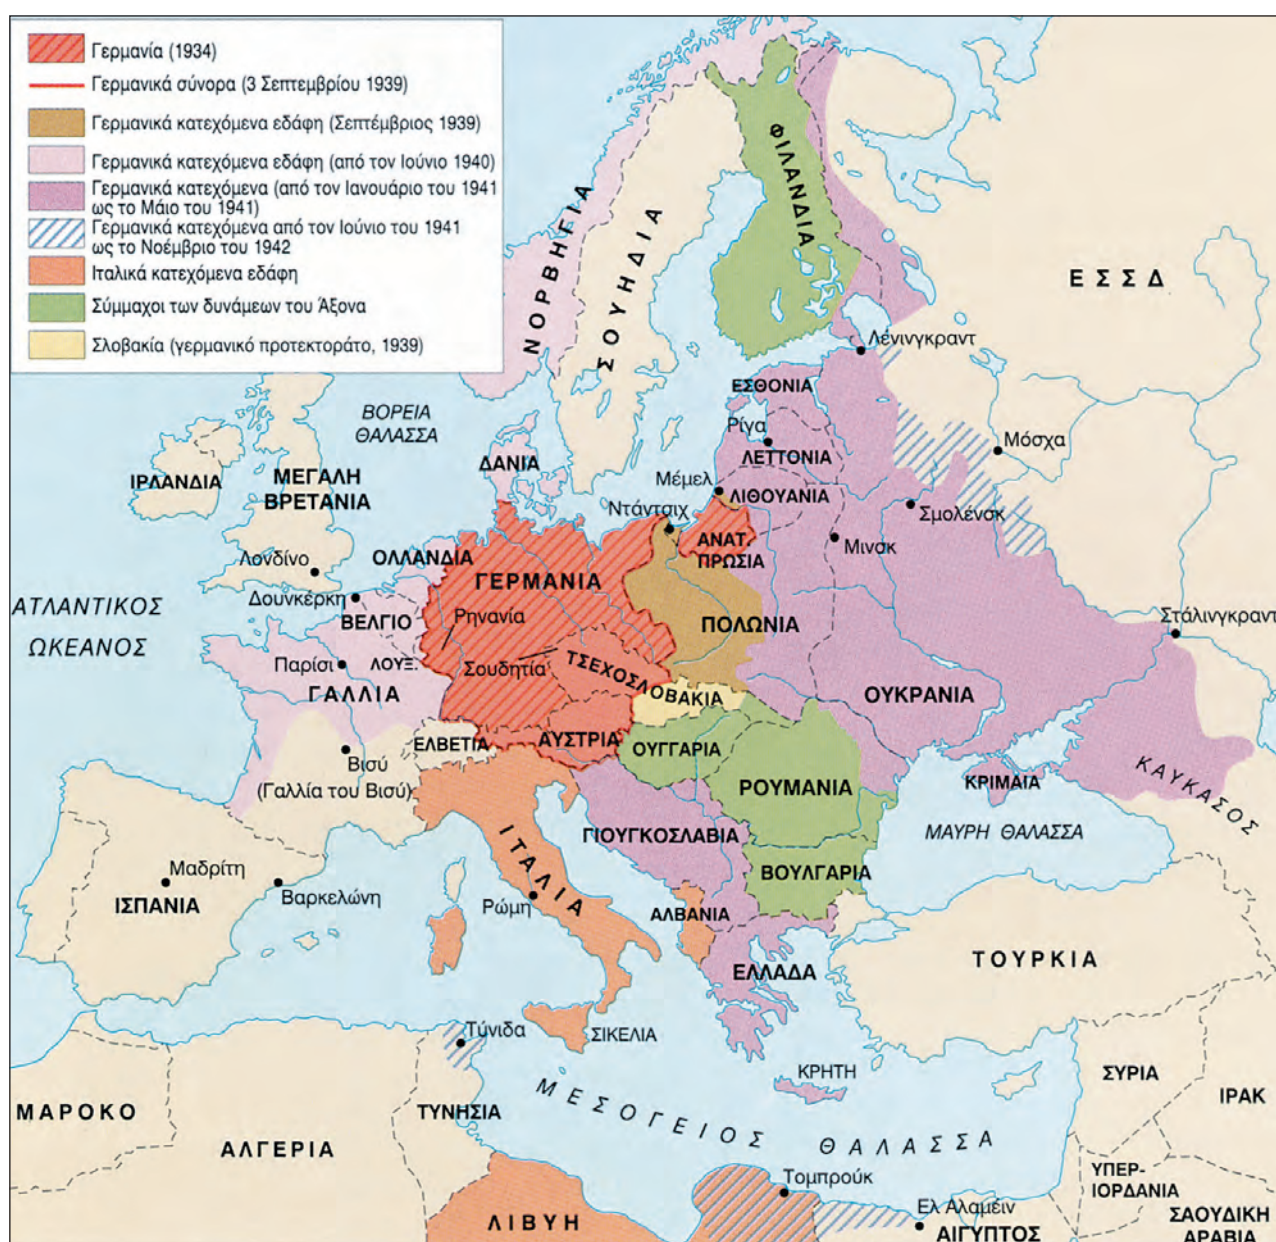 Γερμανία (1934)
Γερμανικά σύνορα (3 Σεπτεμβρίου 1939)
Γερμανικά κατεχόμενα εδάφη (Σεπτέμβριος 1939)
Γερμανικά κατεχόμενα εδάφη (από τον Ιούνιο 1940)
Γερμανικά κατεχόμενα (από τον Ιανουάριο του 1941
ως το Μάιο του 1941)
Γερμανικά κατεχόμενα από τον Ιούνιο του 1941
ως το Νοέμβριο του 1942
Ιταλικά κατεχόμενα εδάφη
Σύμμαχοι των δυνάμεων του Άξονα
Σλοβακία (γερμανικό προτεκτοράτο, 1939)
ΝΟΡΒΗΓΙΑ
ΣΟΥΗΔΙΑ
ΦΙΛΑΝΔΙΑ
ΕΣΣΔ
Λένινγκραντ
ΕΣΘΟΝΙΑ
ΒΟΡΕΙΑ
ΘΑΛΑΣΣΑ
Ρίγα
Μόσχα
ΛΕΤΤΟΝΙΑ
ΔΑΝΙΑ
ΙΡΛΑΝΔΙΑ
ΜΕΓΑΛΗ
ΒΡΕΤΑΝΙΑ
Μέμελ
ΛΙΘΟΥΑΝΙΑ
Ντάντσιχ
Σμολένσκ
ΑΝΑΤ.
ΠΡΩΣΙΑ
Μινσκ
Λονδίνο
ΟΛΛΑΝΔΙΑ
ΓΕΡΜΑΝΙΑ
Δουνκέρκη
ΑΤΛΑΝΤΙΚΟΣ
ΩΚΕΑΝΟΣ
ΒΕΛΓΙΟ
Ρηνανία
ΠΟΛΩΝΙΑ
Στάλινγκραντ
Παρίσι
ΛΟΥΞ.
Σουδητία
ΤΣΕΧΟΣΛΟΒΑΚΙΑ
ΓΑΛΛΙΑ
ΟΥΚΡΑΝΙΑ
ΕΛΒΕΤΙΑ
ΑΥΣΤΡΙΑ
ΟΥΓΓΑΡΙΑ
Βισύ
(Γαλλία του Βισύ)
ΡΟΥΜΑΝΙΑ
ΚΡΙΜΑΙΑ
ΚΑΥΚΑΣΟΣ
ΓΙΟΥΓΚΟΣΛΑΒΙΑ
ΜΑΥΡΗ ΘΑΛΑΣΣΑ
ΙΤΑΛΙΑ
Μαδρίτη
ΙΣΠΑΝΙΑ
Βαρκελώνη
Ρώμη
ΒΟΥΛΓΑΡΙΑ
ΑΛΒΑΝΙΑ
ΕΛΛΑΔΑ
ΤΟΥΡΚΙΑ
Τύνιδα
ΣΙΚΕΛΙΑ
ΚΡΗΤΗ
ΣΥΡΙΑ
ΙΡΑΚ
ΜΑΡΟΚΟ
ΑΛΓΕΡΙΑ
ΤΥΝΗΣΙΑ
ΜΕΣΟΓΕΙΟΣ ΘΑΛΑΣΣΑ
Τομπρούκ
ΥΠΕΡ-
ΙΟΡΔΑΝΙΑ
ΛΙΒΥΗ
Ελ Αλαμέιν
ΑΙΓΥΠΤΟΣ
ΣΑΟΥΔΙΚΗ
ΑΡΑΒΙΑ